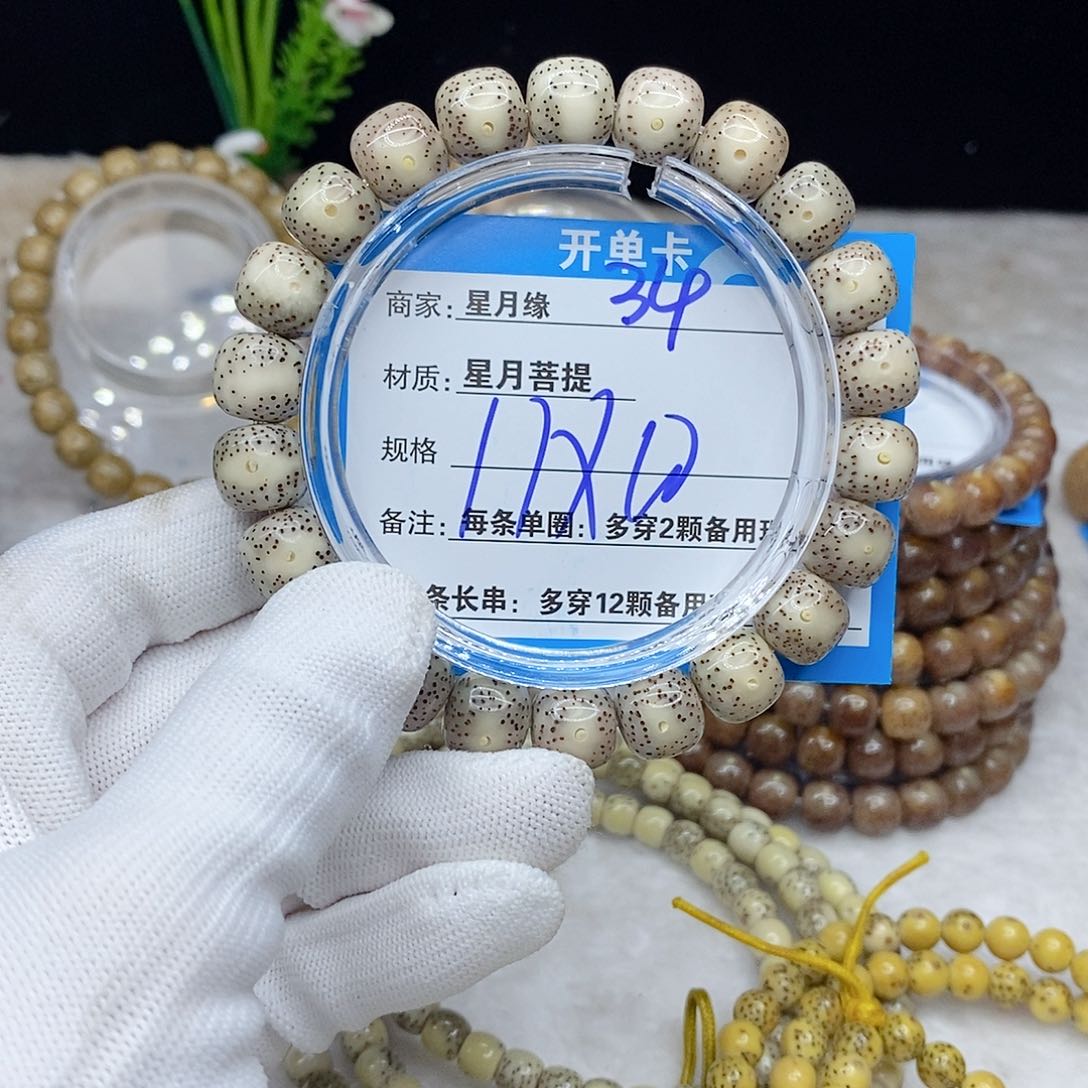 开单卡
34
商家：星月缘
材质：星月菩提
规格
备注：每条单圈：多穿2颗备用
条长串：多穿12颗备用